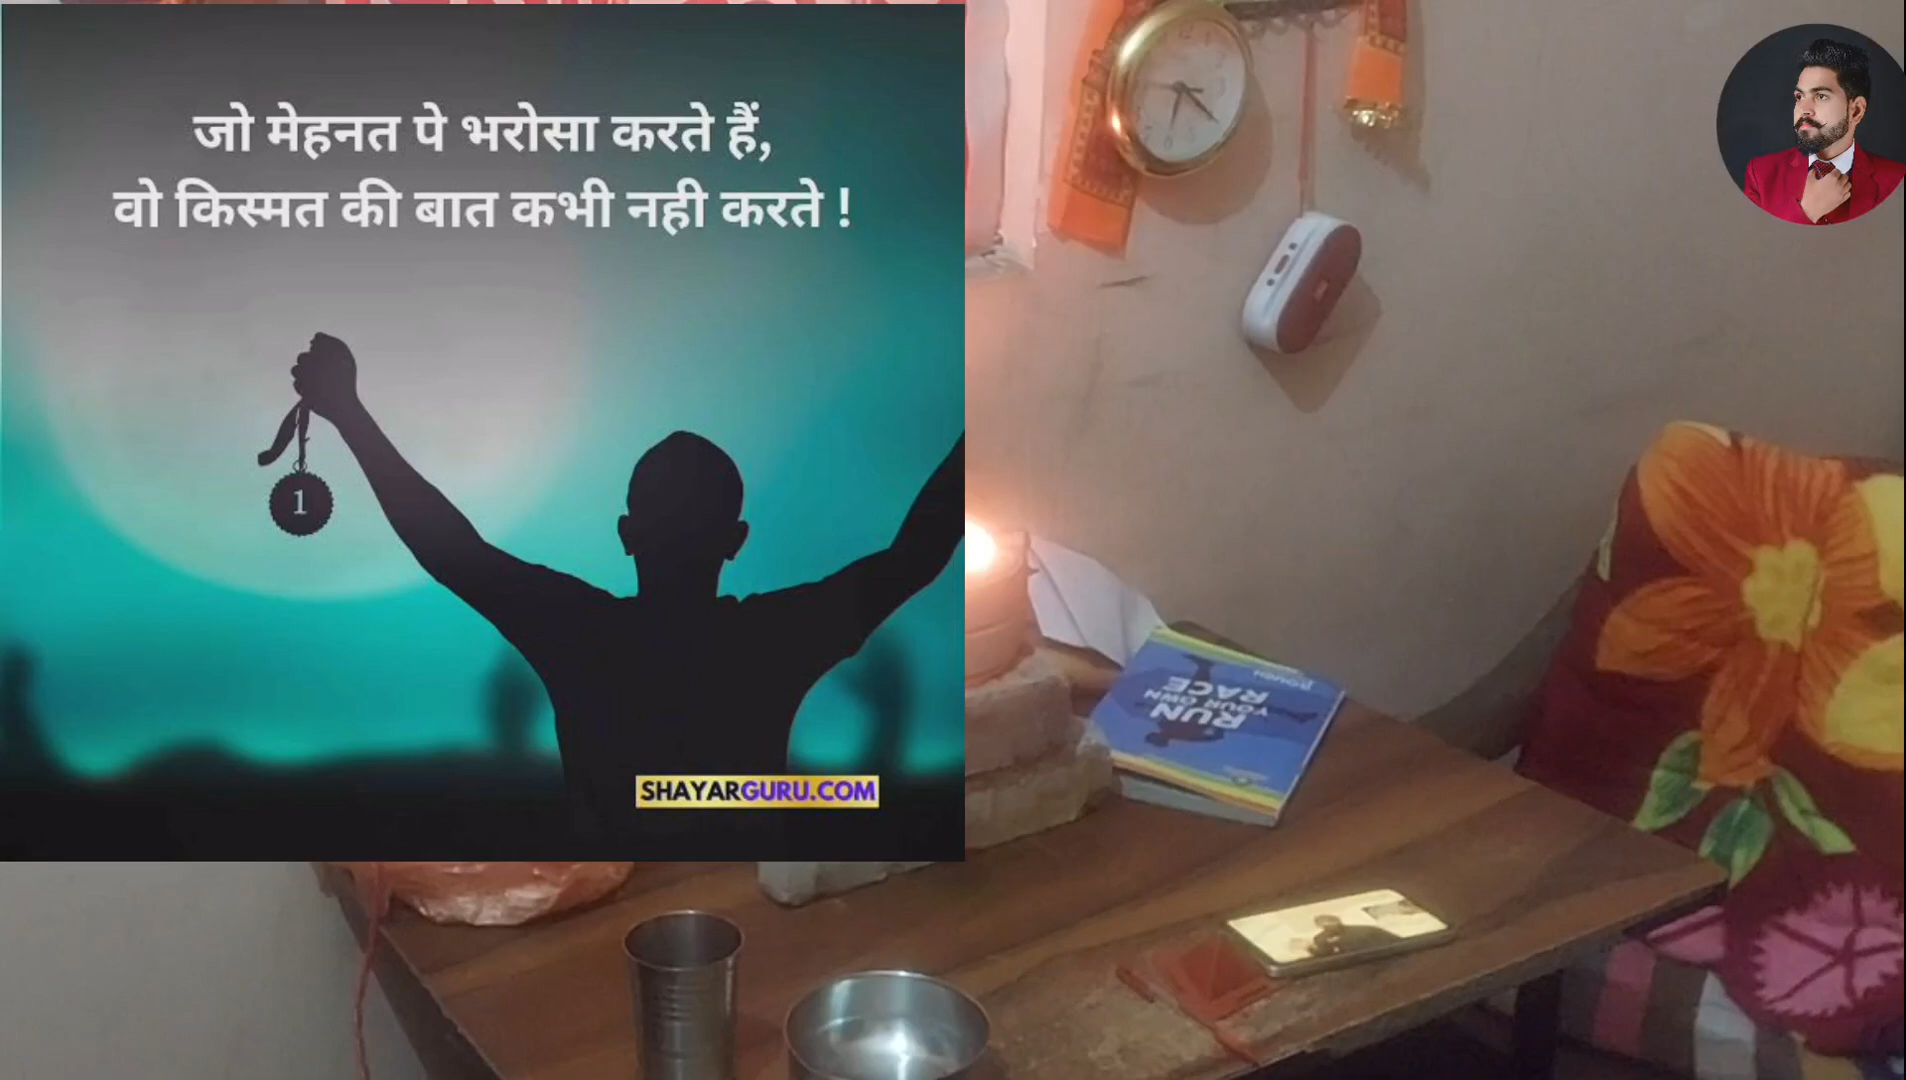 जो मेहनत पे भरोसा करते हैं,
वो किस्मत की बात कभी नही करते !
1
SHAYARGURU.COM
RUN
YOUR OWN
RACE